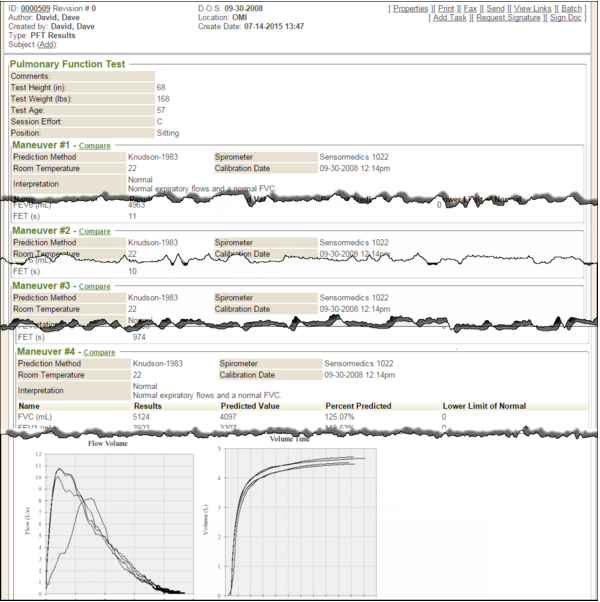 ID: 0000509 Revision # 0
Author: David, Dave
Created by: David, Dave
Type: PFT Results
Subject (Add):
D.O.S: 09-30-2008
Location: OMI
Create Date: 07-14-2015 13:47
[ Properties ][ Print ][ Fax ][ Send ][ View Links ][ Batch ]
[ Add Task ][ Request Signature ][ Sign Doc ]
Pulmonary Function Test
Comments:
Test Height (in): 68
Test Weight (lbs): 168
Test Age: 57
Session Effort: C
Position: Sitting
Maneuver #1 - Compare
Prediction Method Knudson-1983 Spirometer Sensormedics 1022
Room Temperature 22 Calibration Date 09-30-2008 12:14pm
Interpretation Normal
Normal expiratory flows and a normal FVC
FET (s) 11
Maneuver #2 - Compare
Prediction Method Knudson-1983 Spirometer Sensormedics 1022
Room Temperature 22 Calibration Date 09-30-2008 12:14pm
FET (s) 10
Maneuver #3 - Compare
Prediction Method Knudson-1983 Spirometer Sensormedics 1022
Room Temperature 22 Calibration Date 09-30-2008 12:14pm
FET (s) 974
Maneuver #4 - Compare
Prediction Method Knudson-1983 Spirometer Sensormedics 1022
Room Temperature 22 Calibration Date 09-30-2008 12:14pm
Interpretation Normal
Normal expiratory flows and a normal FVC.
Name Results Predicted Value Percent Predicted Lower Limit of Normal
FVC (mL) 5124 4097 125.07% 0
Flow Volume
Volume Time
12
11
10
9
8
7
6
5
4
3
2
1
0
Flow (L/s)
5
4
3
2
1
0
Volume (L)